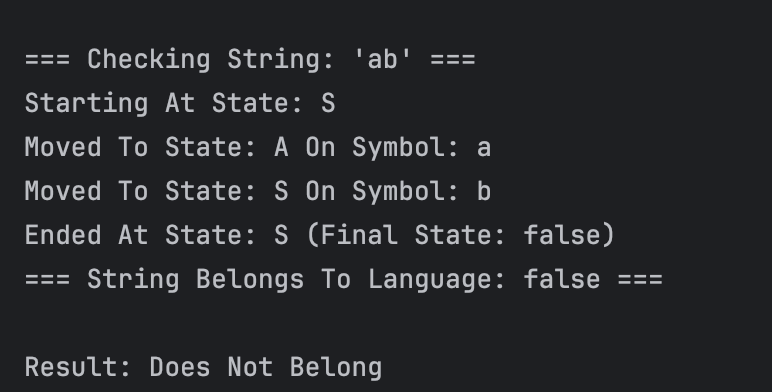 === Checking String: 'ab' ===
Starting At State: S
Moved To State: A On Symbol: a
Moved To State: S On Symbol: b
Ended At State: S (Final State: false)
=== String Belongs To Language: false ===
Result: Does Not Belong